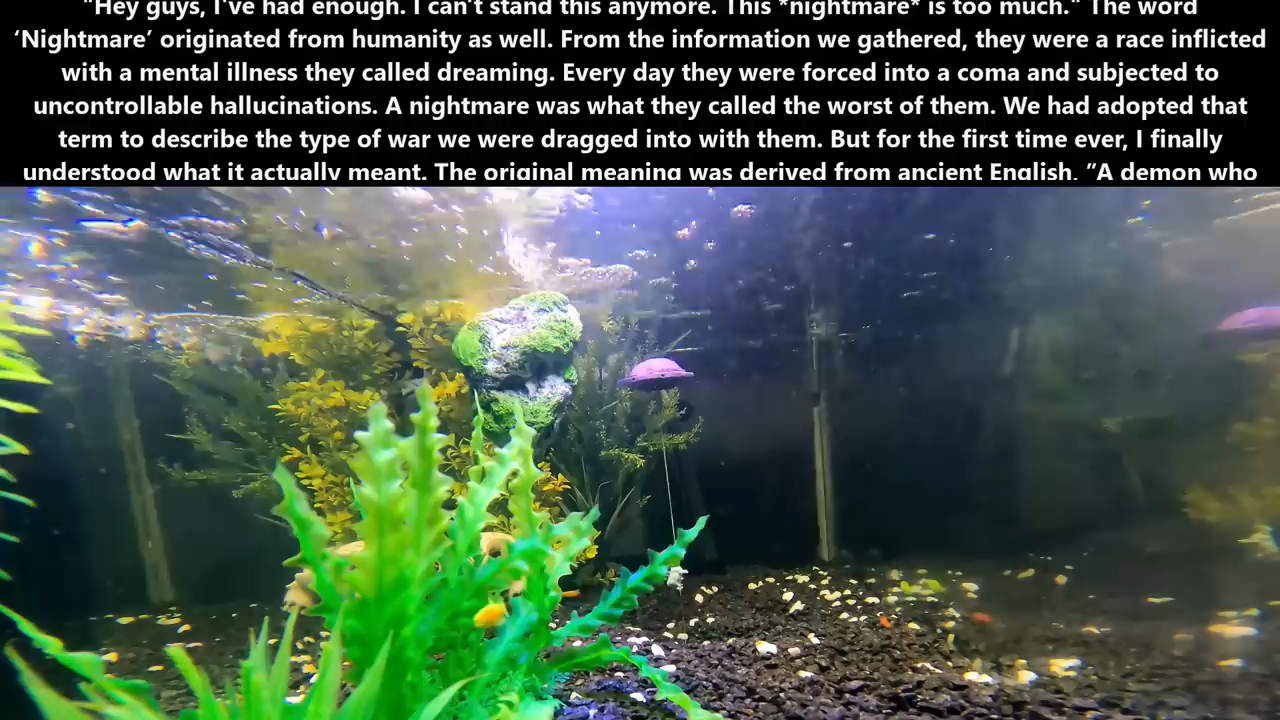 "Hey guys, I've had enough. I can't stand this anymore. This *nightmare* is too much." The word
‘Nightmare’ originated from humanity as well. From the information we gathered, they were a race inflicted
with a mental illness they called dreaming. Every day they were forced into a coma and subjected to
uncontrollable hallucinations. A nightmare was what they called the worst of them. We had adopted that
term to describe the type of war we were dragged into with them. But for the first time ever, I finally
understood what it actually meant. The original meaning was derived from ancient English. ”A demon who